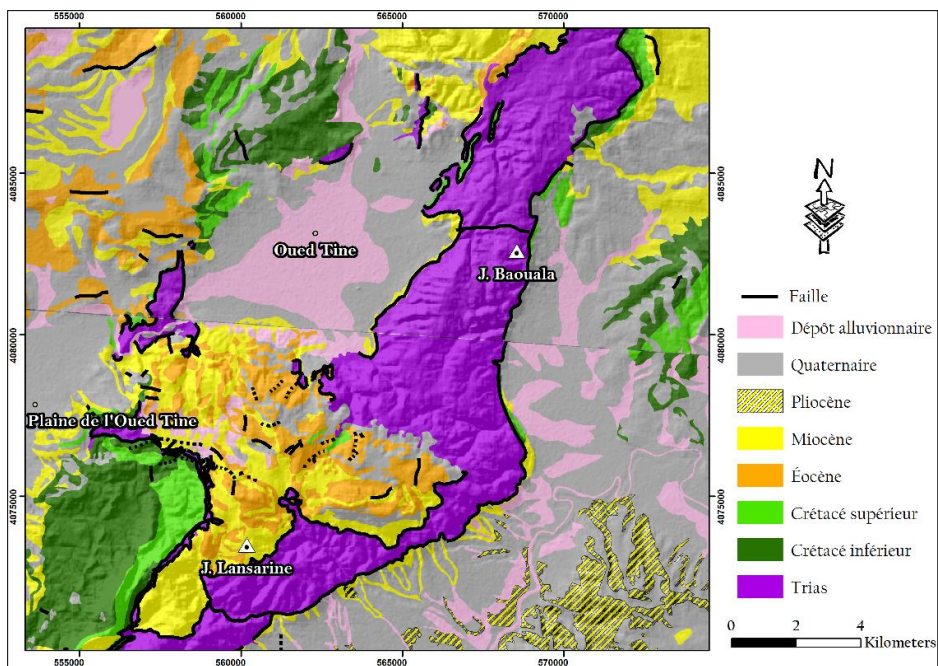 555000 560000 565000 570000
4085000 4085000
4080000 4080000
4075000 4075000
Oued Tine
J. Baouala
Plaine de l'Oued Tine
J. Lansarine
555000 560000 565000 570000
N
Faille
Dépôt alluvionnaire
Quaternaire
Pliocène
Miocène
Éocène
Crétacé supérieur
Crétacé inférieur
Trias
0 2 4
Kilometers